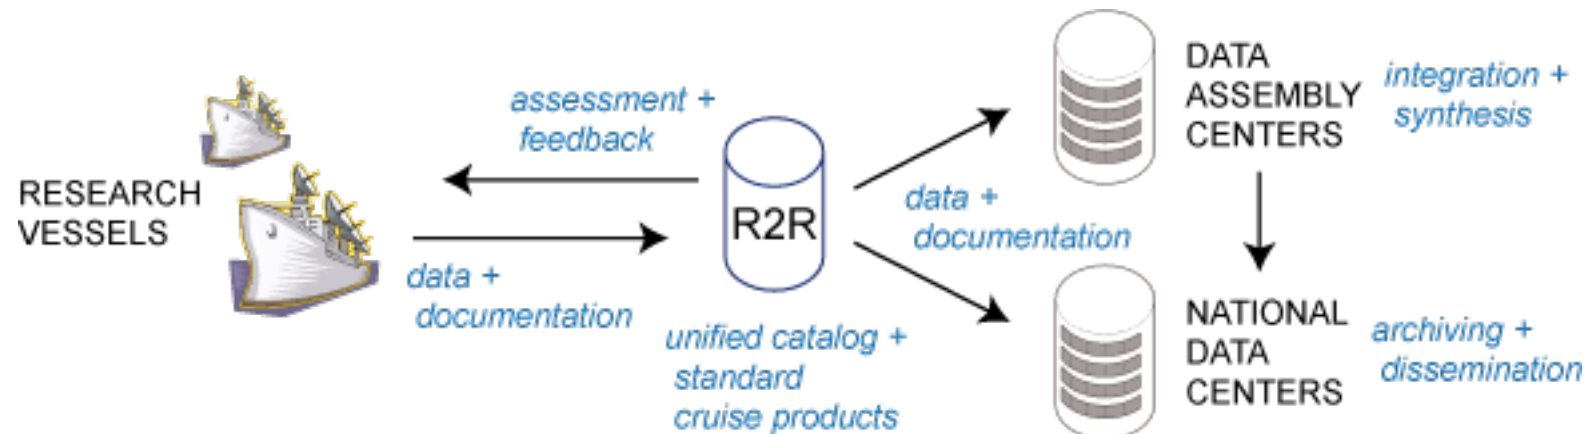 RESEARCH
VESSELS
assessment +
feedback
data +
documentation
R2R
unified catalog +
standard
cruise products
data +
documentation
DATA
ASSEMBLY
CENTERS
integration +
synthesis
NATIONAL
DATA
CENTERS
archiving +
dissemination